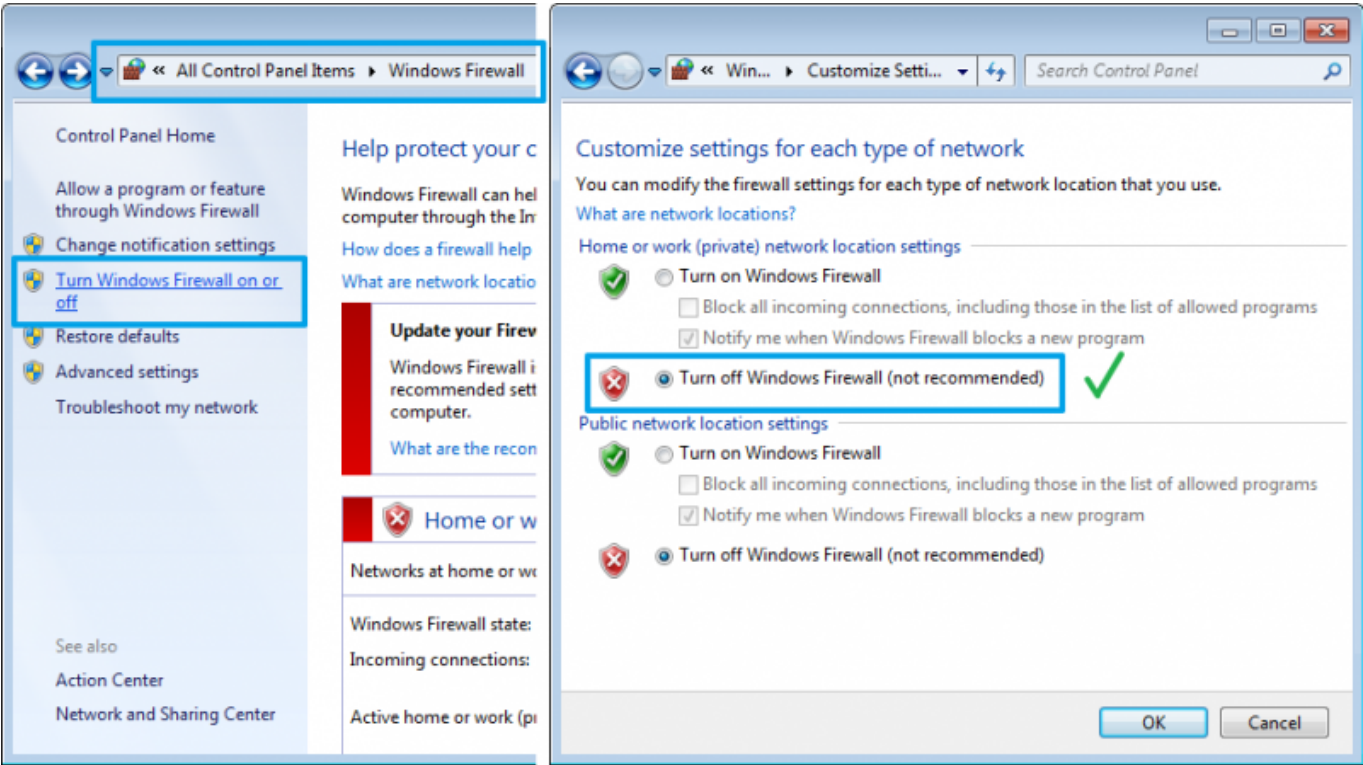 « All Control Panel Items ▸ Windows Firewall
Control Panel Home
Allow a program or feature
through Windows Firewall
Change notification settings
Turn Windows Firewall on or
off
Restore defaults
Advanced settings
Troubleshoot my network
See also
Action Center
Network and Sharing Center
Help protect your c
Windows Firewall can hel
computer through the In
How does a firewall help
What are network locatio
Update your Firew
Windows Firewall i
recommended sett
computer.
What are the recon
Home or w
Networks at home or wo
Windows Firewall state:
Incoming connections:
Active home or work (pr
« Win... ▸ Customize Setti...
Search Control Panel
Customize settings for each type of network
You can modify the firewall settings for each type of network location that you use.
What are network locations?
Home or work (private) network location settings
Turn on Windows Firewall
Block all incoming connections, including those in the list of allowed programs
Notify me when Windows Firewall blocks a new program
Turn off Windows Firewall (not recommended)
Public network location settings
Turn on Windows Firewall
Block all incoming connections, including those in the list of allowed programs
Notify me when Windows Firewall blocks a new program
Turn off Windows Firewall (not recommended)
OK
Cancel